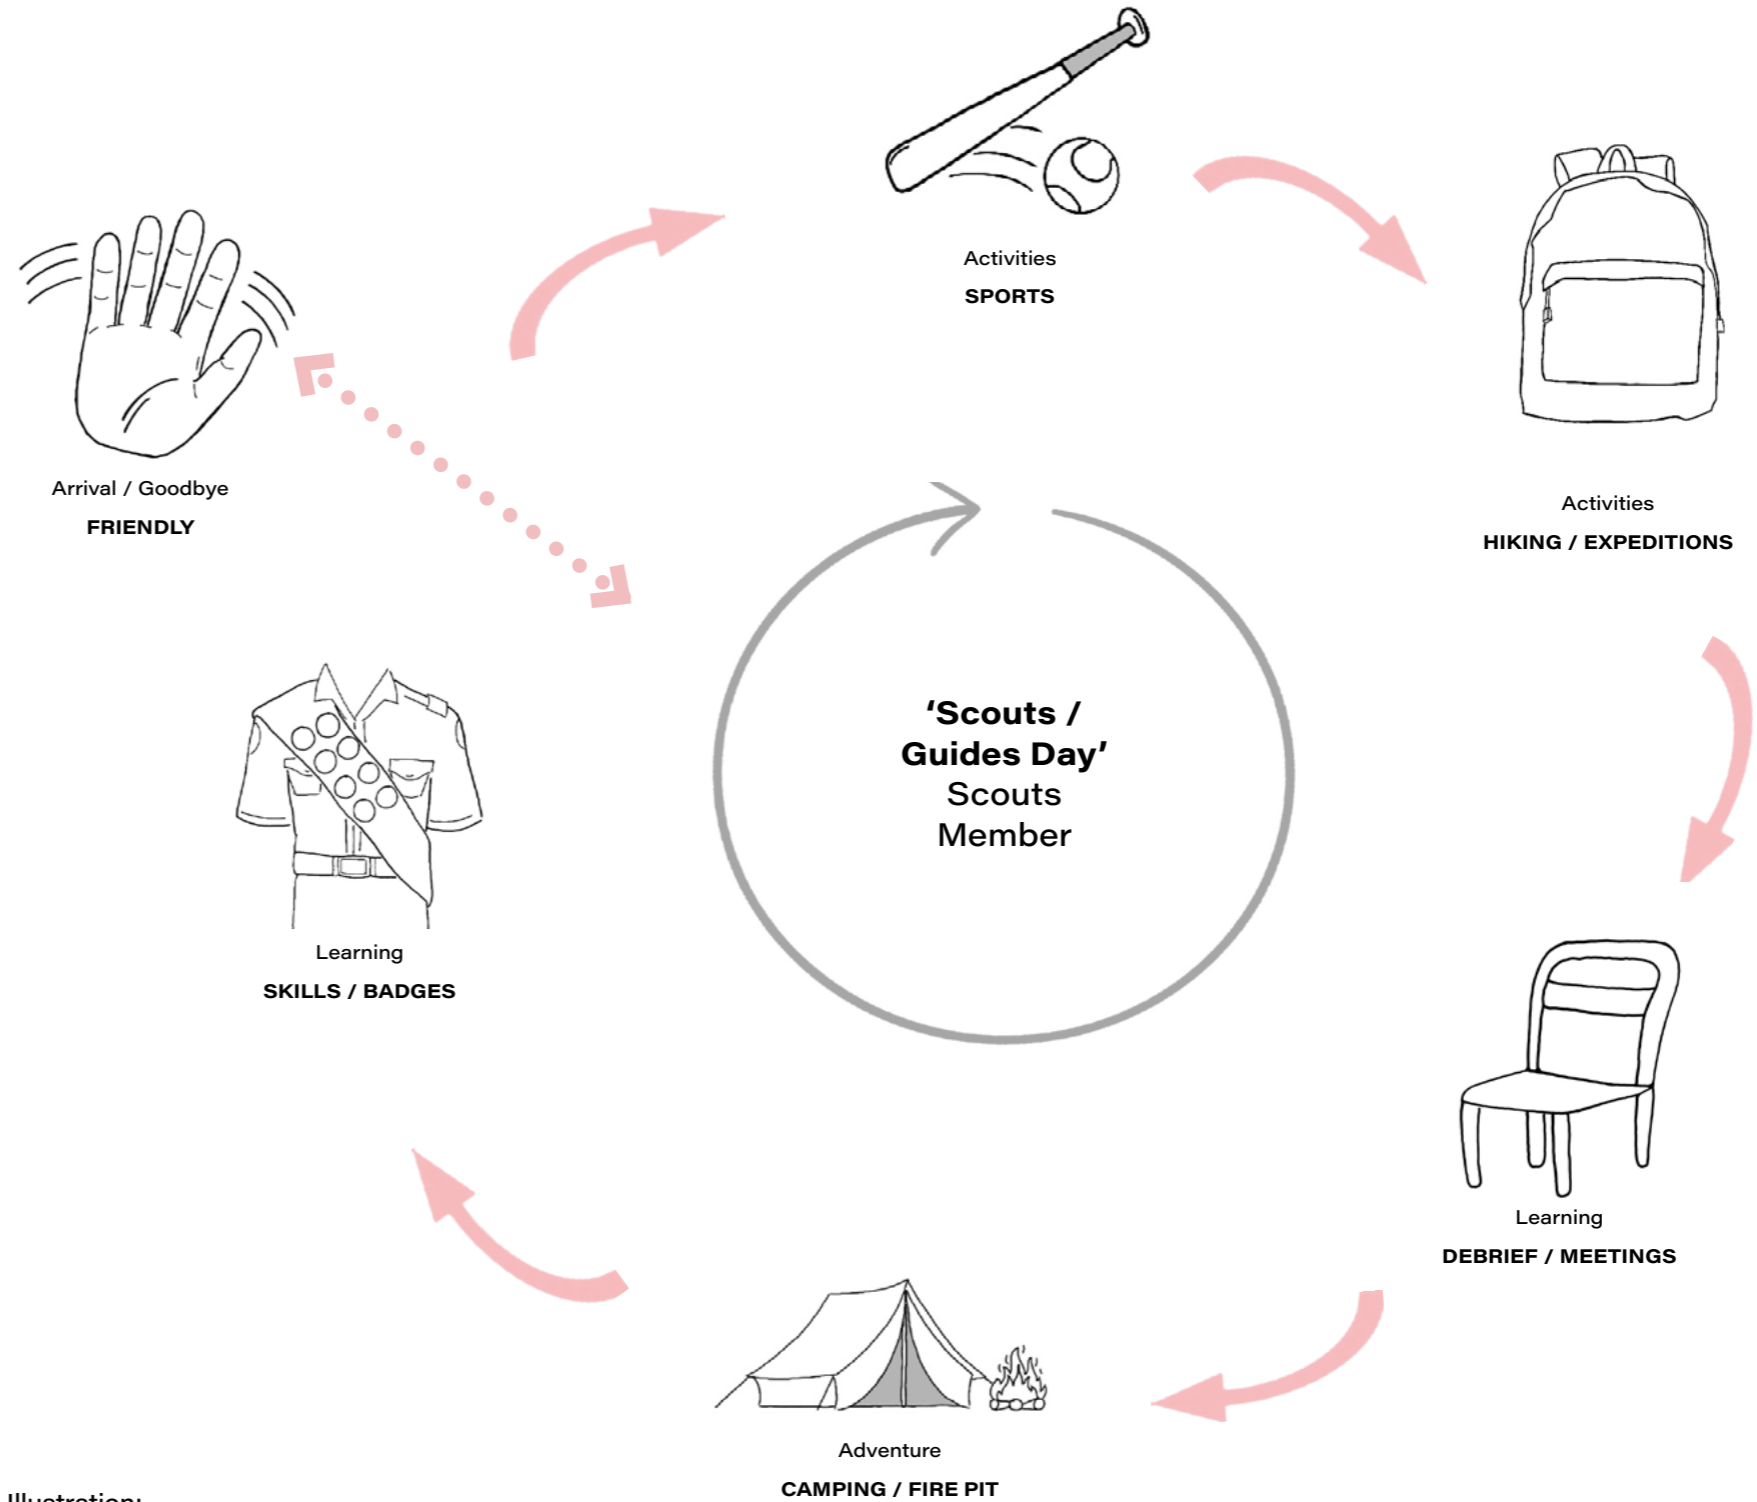 Activities
SPORTS
Arrival / Goodbye
FRIENDLY
Activities
HIKING / EXPEDITIONS
‘Scouts /
Guides Day’
Scouts
Member
Learning
SKILLS / BADGES
Learning
DEBRIEF / MEETINGS
Adventure
CAMPING / FIRE PIT
Illustration: